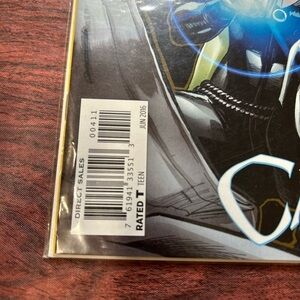 00411
DIRECT SALES
7 61941 33551 3
RATED T TEEN
JUN 2016
C